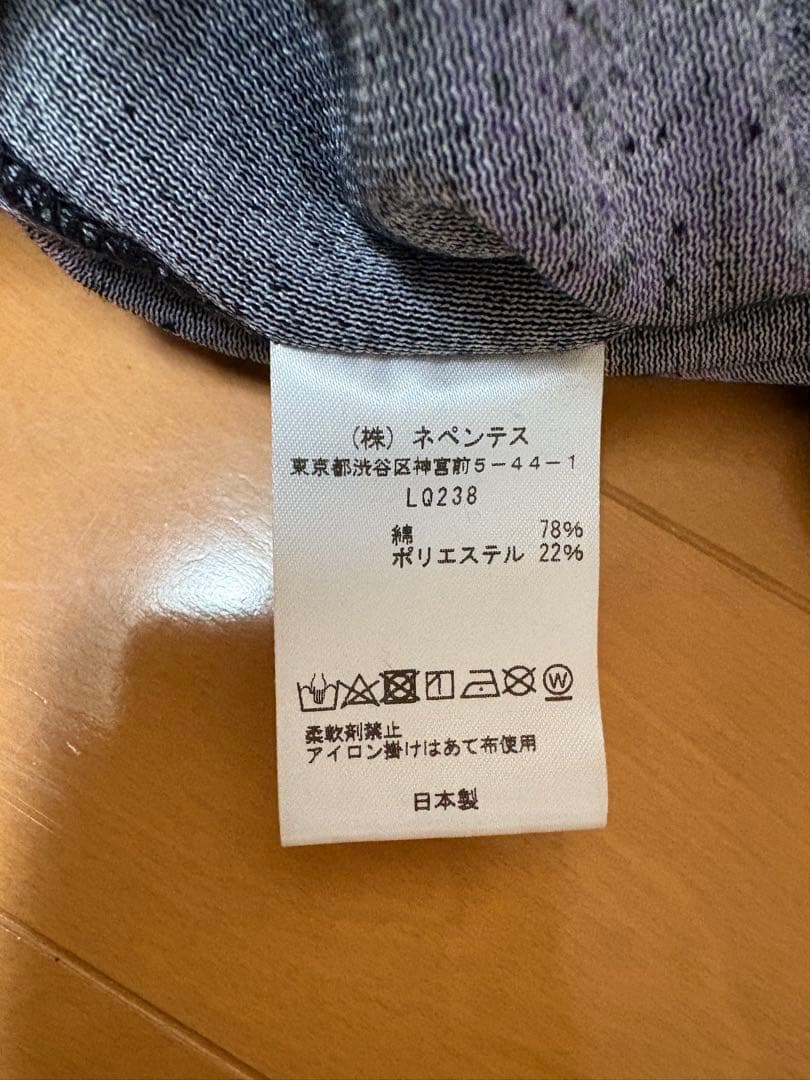 （株）ネペンテス
東京都渋谷区神宮前5-44-1
LQ238
綿 78%
ポリエステル 22%
W
柔軟剤禁止
アイロン掛けはあて布使用
日本製